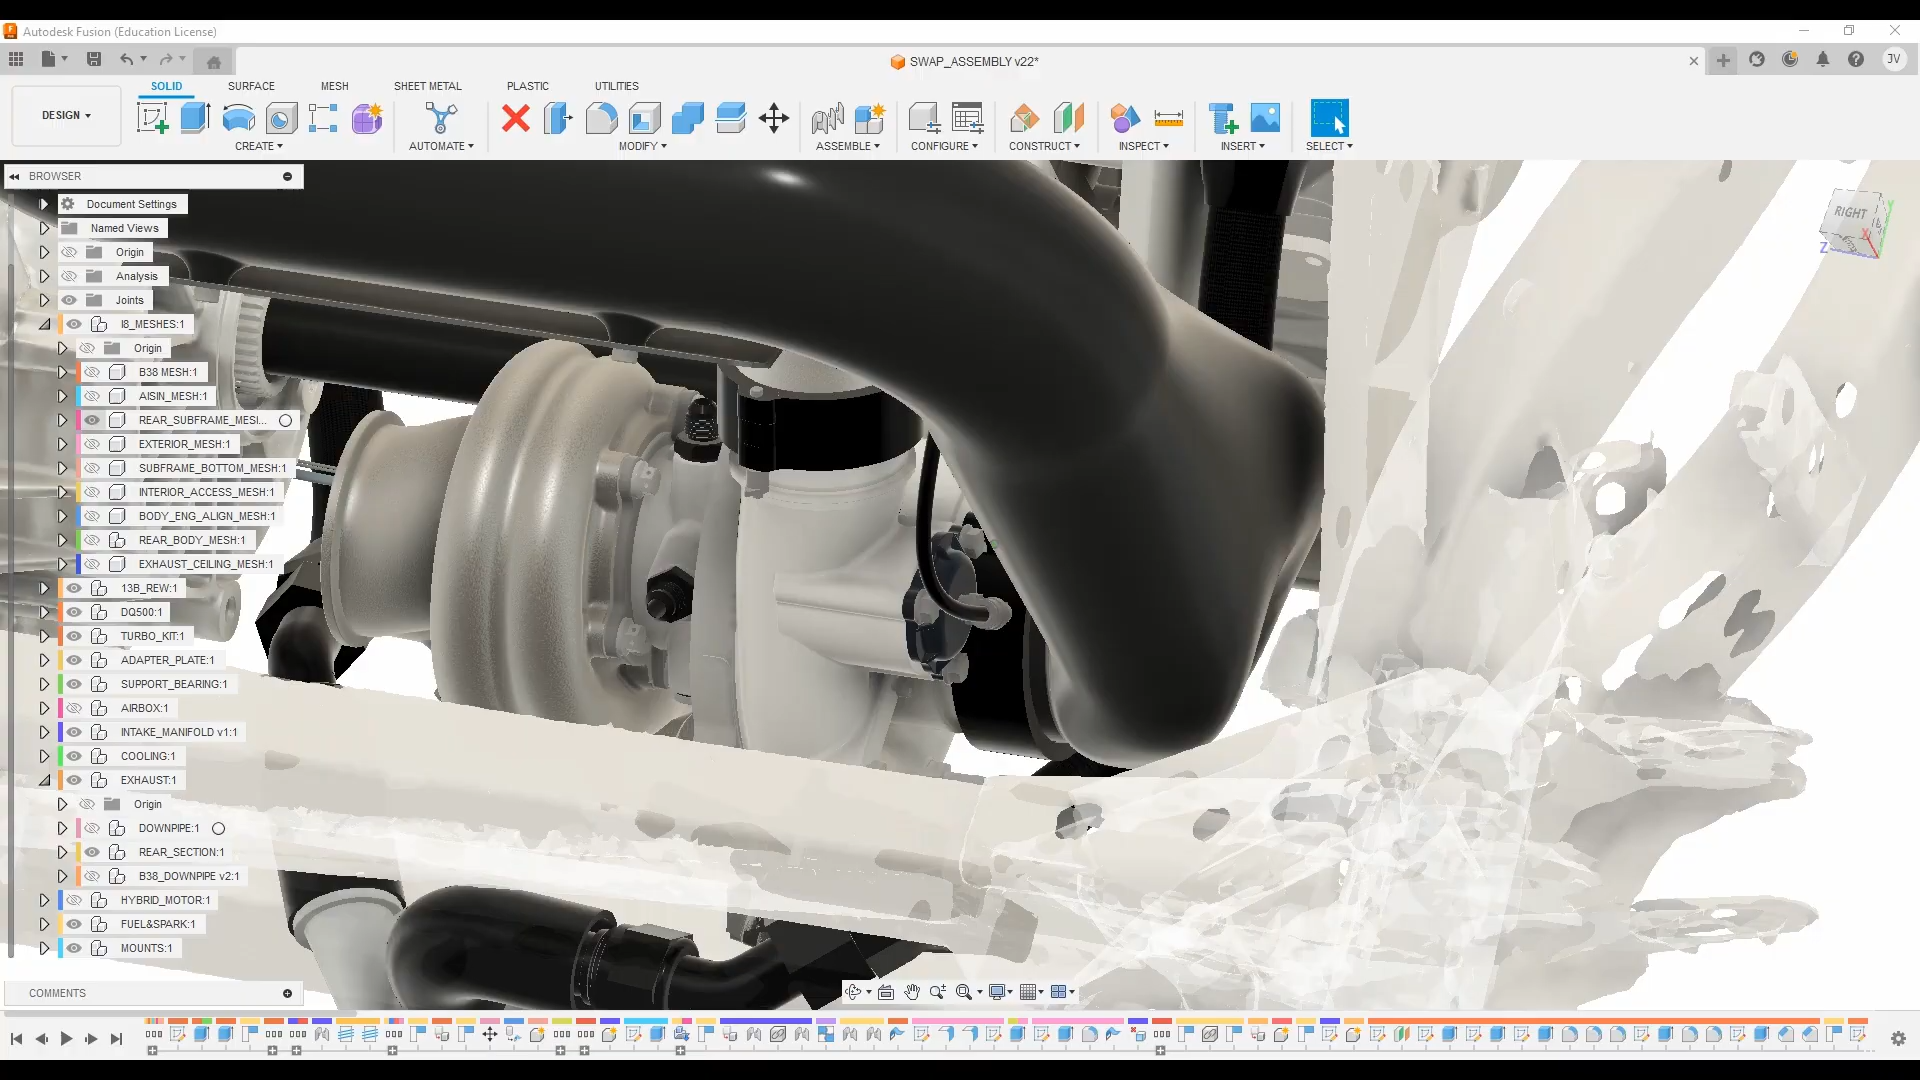 Autodesk Fusion (Education License)
SWAP_ASSEMBLY v22*
JV
DESIGN
SOLID
SURFACE
MESH
SHEET METAL
PLASTIC
UTILITIES
CREATE
AUTOMATE
MODIFY
ASSEMBLE
CONFIGURE
CONSTRUCT
INSPECT
INSERT
SELECT
BROWSER
Document Settings
Named Views
Origin
Analysis
Joints
I8_MESHES:1
Origin
B38 MESH:1
AISIN_MESH:1
REAR_SUBFRAME_MESI...
EXTERIOR_MESH:1
SUBFRAME_BOTTOM_MESH:1
INTERIOR_ACCESS_MESH:1
BODY_ENG_ALIGN_MESH:1
REAR_BODY_MESH:1
EXHAUST_CEILING_MESH:1
13B_REW:1
DQ500:1
TURBO_KIT:1
ADAPTER_PLATE:1
SUPPORT_BEARING:1
AIRBOX:1
INTAKE_MANIFOLD v1:1
COOLING:1
EXHAUST:1
Origin
DOWNPIPE:1
REAR_SECTION:1
B38_DOWNPIPE v2:1
HYBRID_MOTOR:1
FUEL&SPARK:1
MOUNTS:1
COMMENTS
RIGHT
Y
X
Z